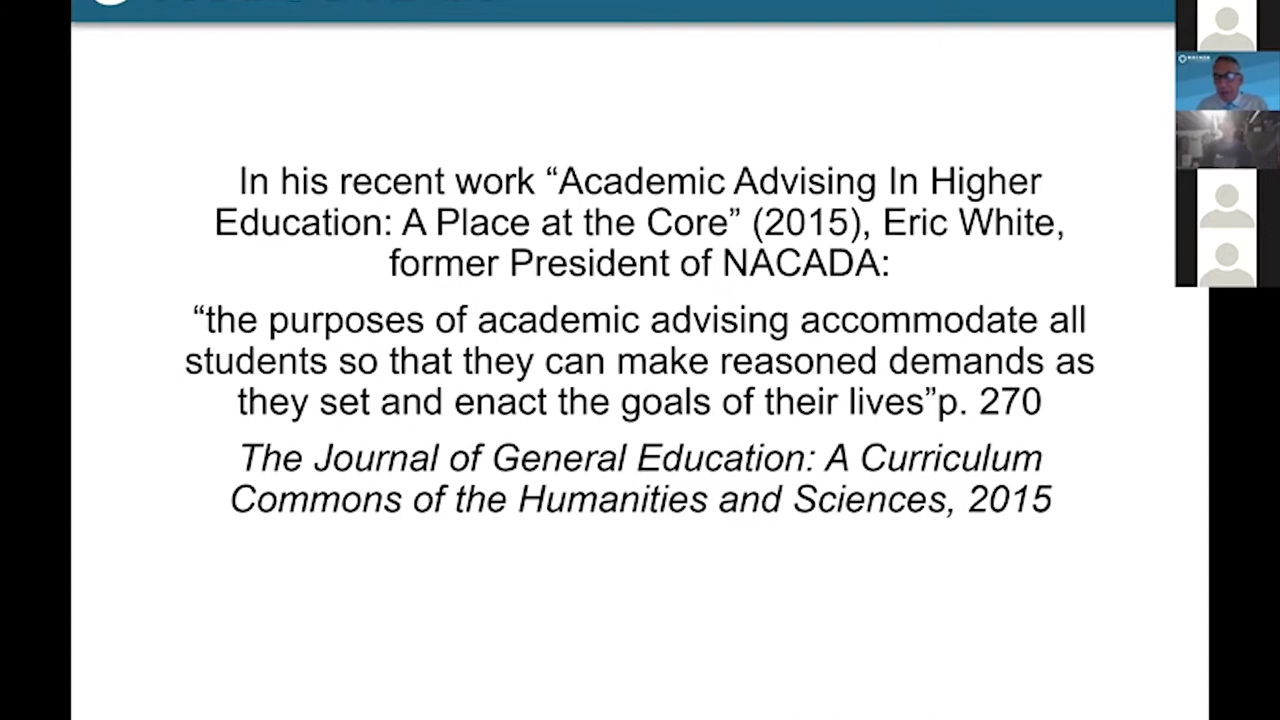 In his recent work “Academic Advising In Higher
Education: A Place at the Core” (2015), Eric White,
former President of NACADA:
“the purposes of academic advising accommodate all
students so that they can make reasoned demands as
they set and enact the goals of their lives”p. 270
The Journal of General Education: A Curriculum
Commons of the Humanities and Sciences, 2015
NACADA